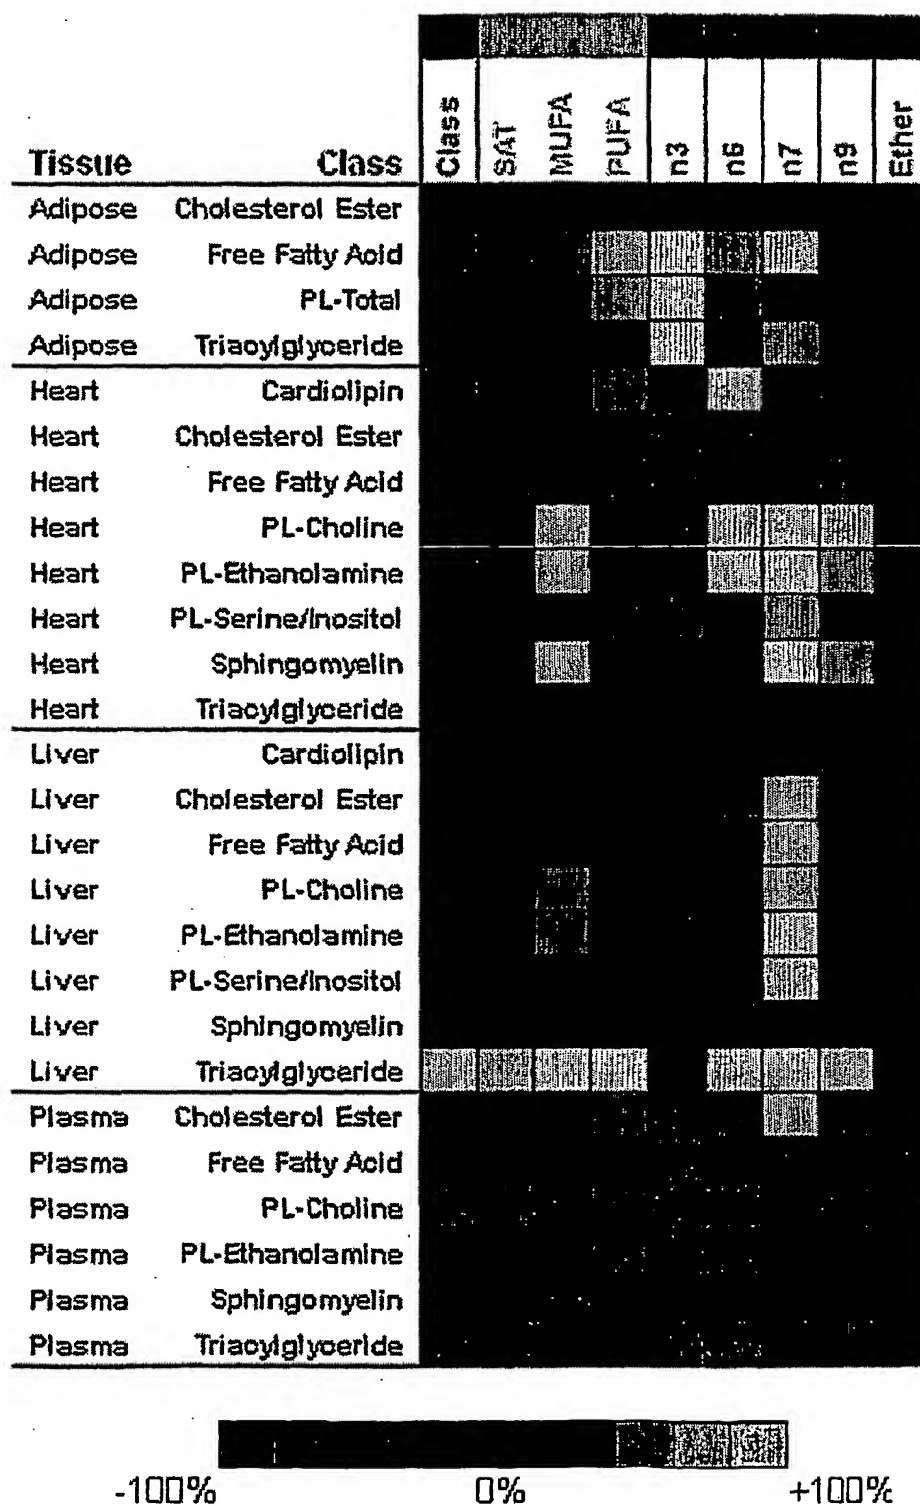 Class SAT MUFA PUFA n3 n6 n7 n9 Ether
Tissue Class
Adipose Cholesterol Ester
Adipose Free Fatty Acid
Adipose PL-Total
Adipose Triacylglyceride
Heart Cardiolipin
Heart Cholesterol Ester
Heart Free Fatty Acid
Heart PL-Choline
Heart PL-Ethanolamine
Heart PL-Serine/Inositol
Heart Sphingomyelin
Heart Triacylglyceride
Liver Cardiolipin
Liver Cholesterol Ester
Liver Free Fatty Acid
Liver PL-Choline
Liver PL-Ethanolamine
Liver PL-Serine/Inositol
Liver Sphingomyelin
Liver Triacylglyceride
Plasma Cholesterol Ester
Plasma Free Fatty Acid
Plasma PL-Choline
Plasma PL-Ethanolamine
Plasma Sphingomyelin
Plasma Triacylglyceride
-100% 0% +100%